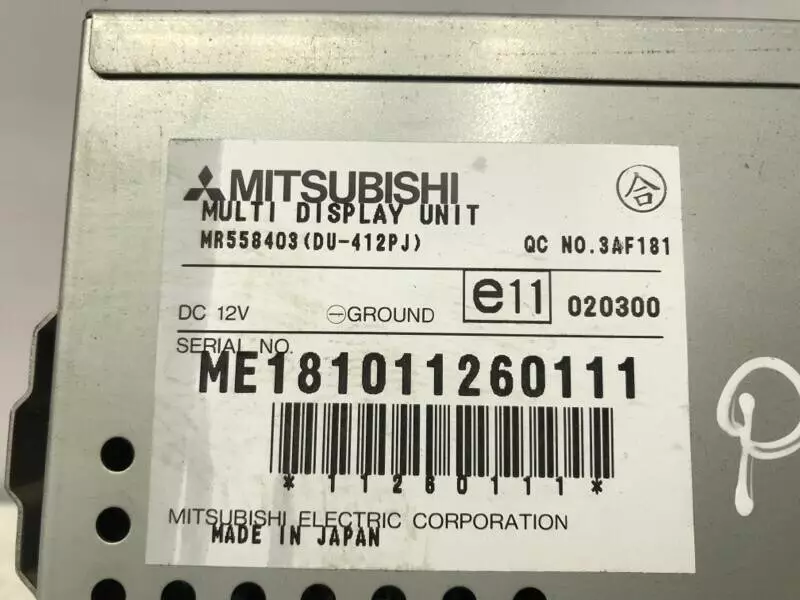 MITSUBISHI
合
MULTI DISPLAY UNIT
MR558403(DU-412PJ) QC NO.3AF181
DC 12V ⊖GROUND e11 020300
SERIAL NO.
ME181011260111
*11260111*
MITSUBISHI ELECTRIC CORPORATION
MADE IN JAPAN
P